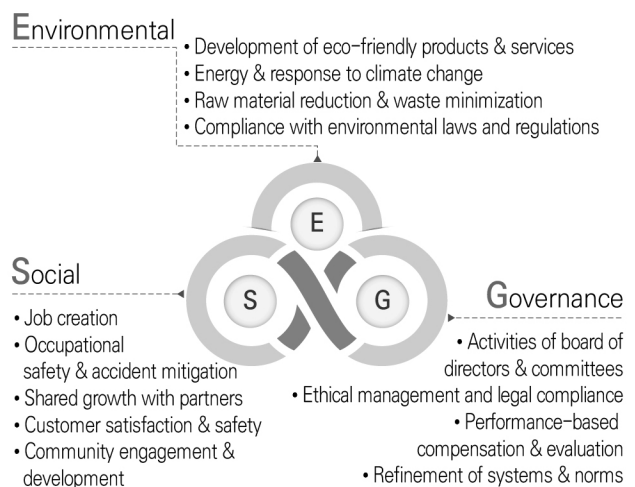 Environmental
• Development of eco-friendly products & services
• Energy & response to climate change
• Raw material reduction & waste minimization
• Compliance with environmental laws and regulations
E
S
G
Social
• Job creation
• Occupational
safety & accident mitigation
• Shared growth with partners
• Customer satisfaction & safety
• Community engagement &
development
Governance
• Activities of board of
directors & committees
• Ethical management and legal compliance
• Performance-based
compensation & evaluation
• Refinement of systems & norms